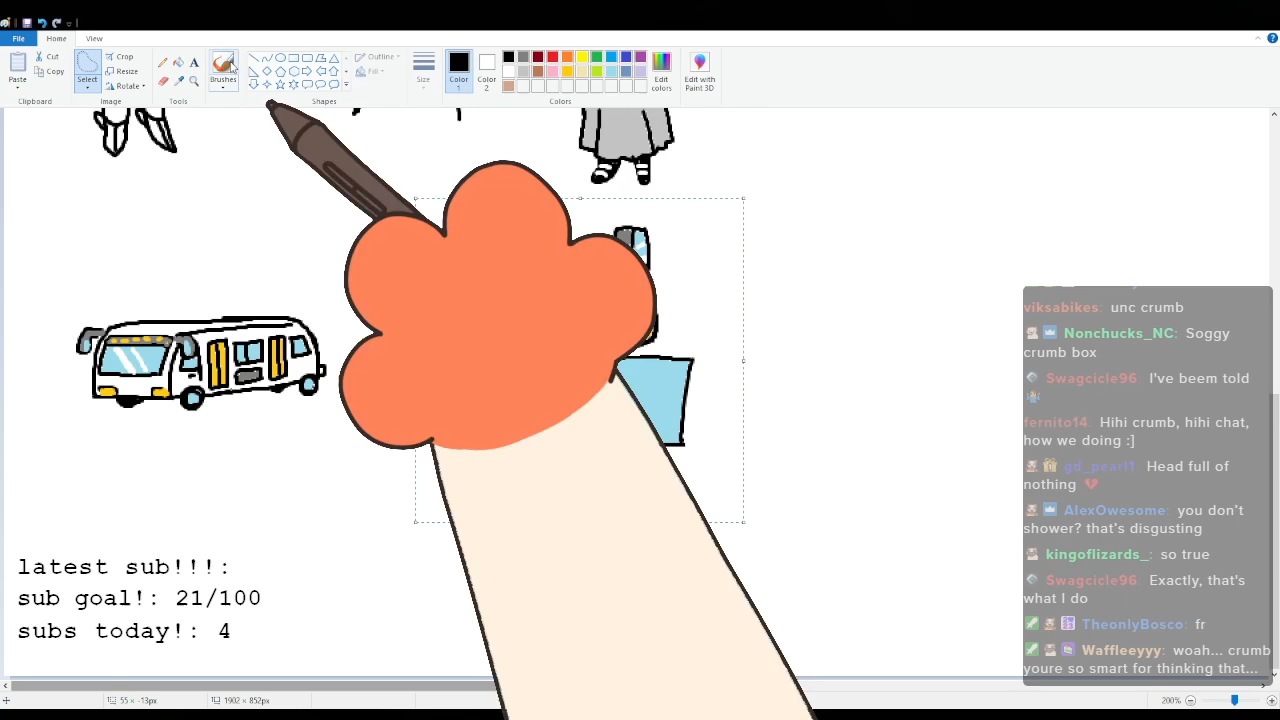 File Home View
Paste
Cut
Copy
Clipboard
Select
Crop
Resize
Rotate
Image
A
Tools
Brushes
Outline
Fill
Shapes
Size
Color 1
Color 2
Edit colors
Edit with Paint 3D
Colors
latest sub!!!:
sub goal!: 21/100
subs today!: 4
viksabikes: unc crumb
Nonchucks_NC: Soggy
crumb box
Swagcicle96: I've beem told
fernito14: Hihi crumb, hihi chat,
how we doing :]
gd_pearl1 Head full of
nothing
AlexOwesome: you don't
shower? that's disgusting
kingoflizards_: so true
Swagcicle96: Exactly, that's
what I do
TheonlyBosco: fr
Waffleeyyy: woah... crumb
youre so smart for thinking that...
55 × -13px
1902 × 852px
200%